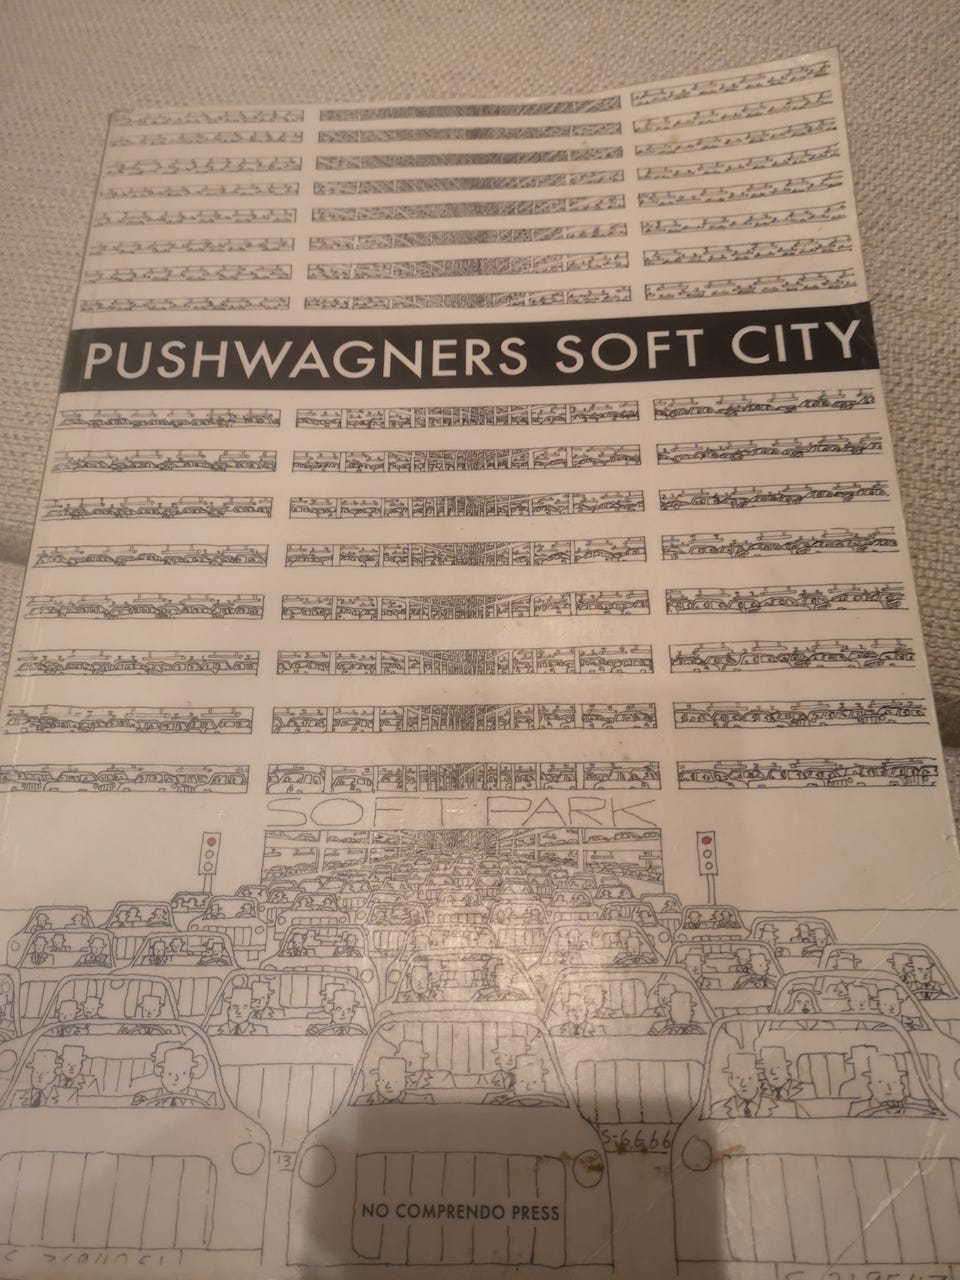 PUSHWAGNERS SOFT CITY
SOFT PARK
S-6666
13
NO COMPRENDO PRESS